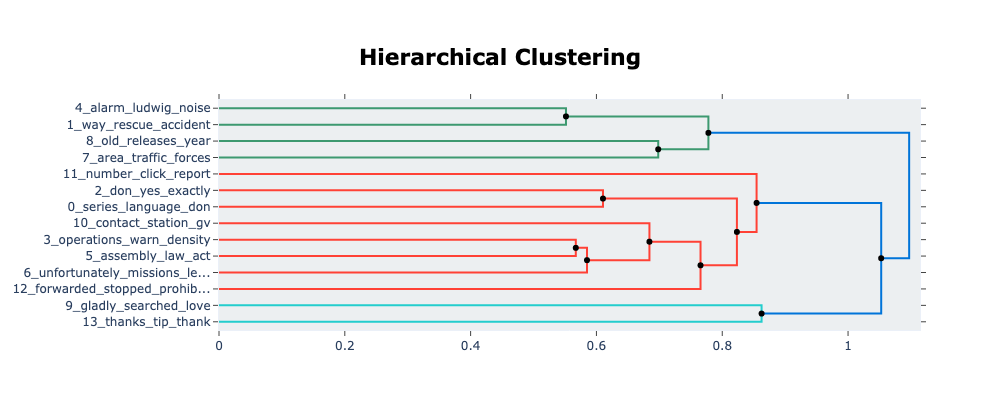 Hierarchical Clustering
4_alarm_ludwig_noise
1_way_rescue_accident
8_old_releases_year
7_area_traffic_forces
11_number_click_report
2_don_yes_exactly
0_series_language_don
10_contact_station_gv
3_operations_warn_density
5_assembly_law_act
6_unfortunately_missions_le...
12_forwarded_stopped_prohib...
9_gladly_searched_love
13_thanks_tip_thank
0 0.2 0.4 0.6 0.8 1